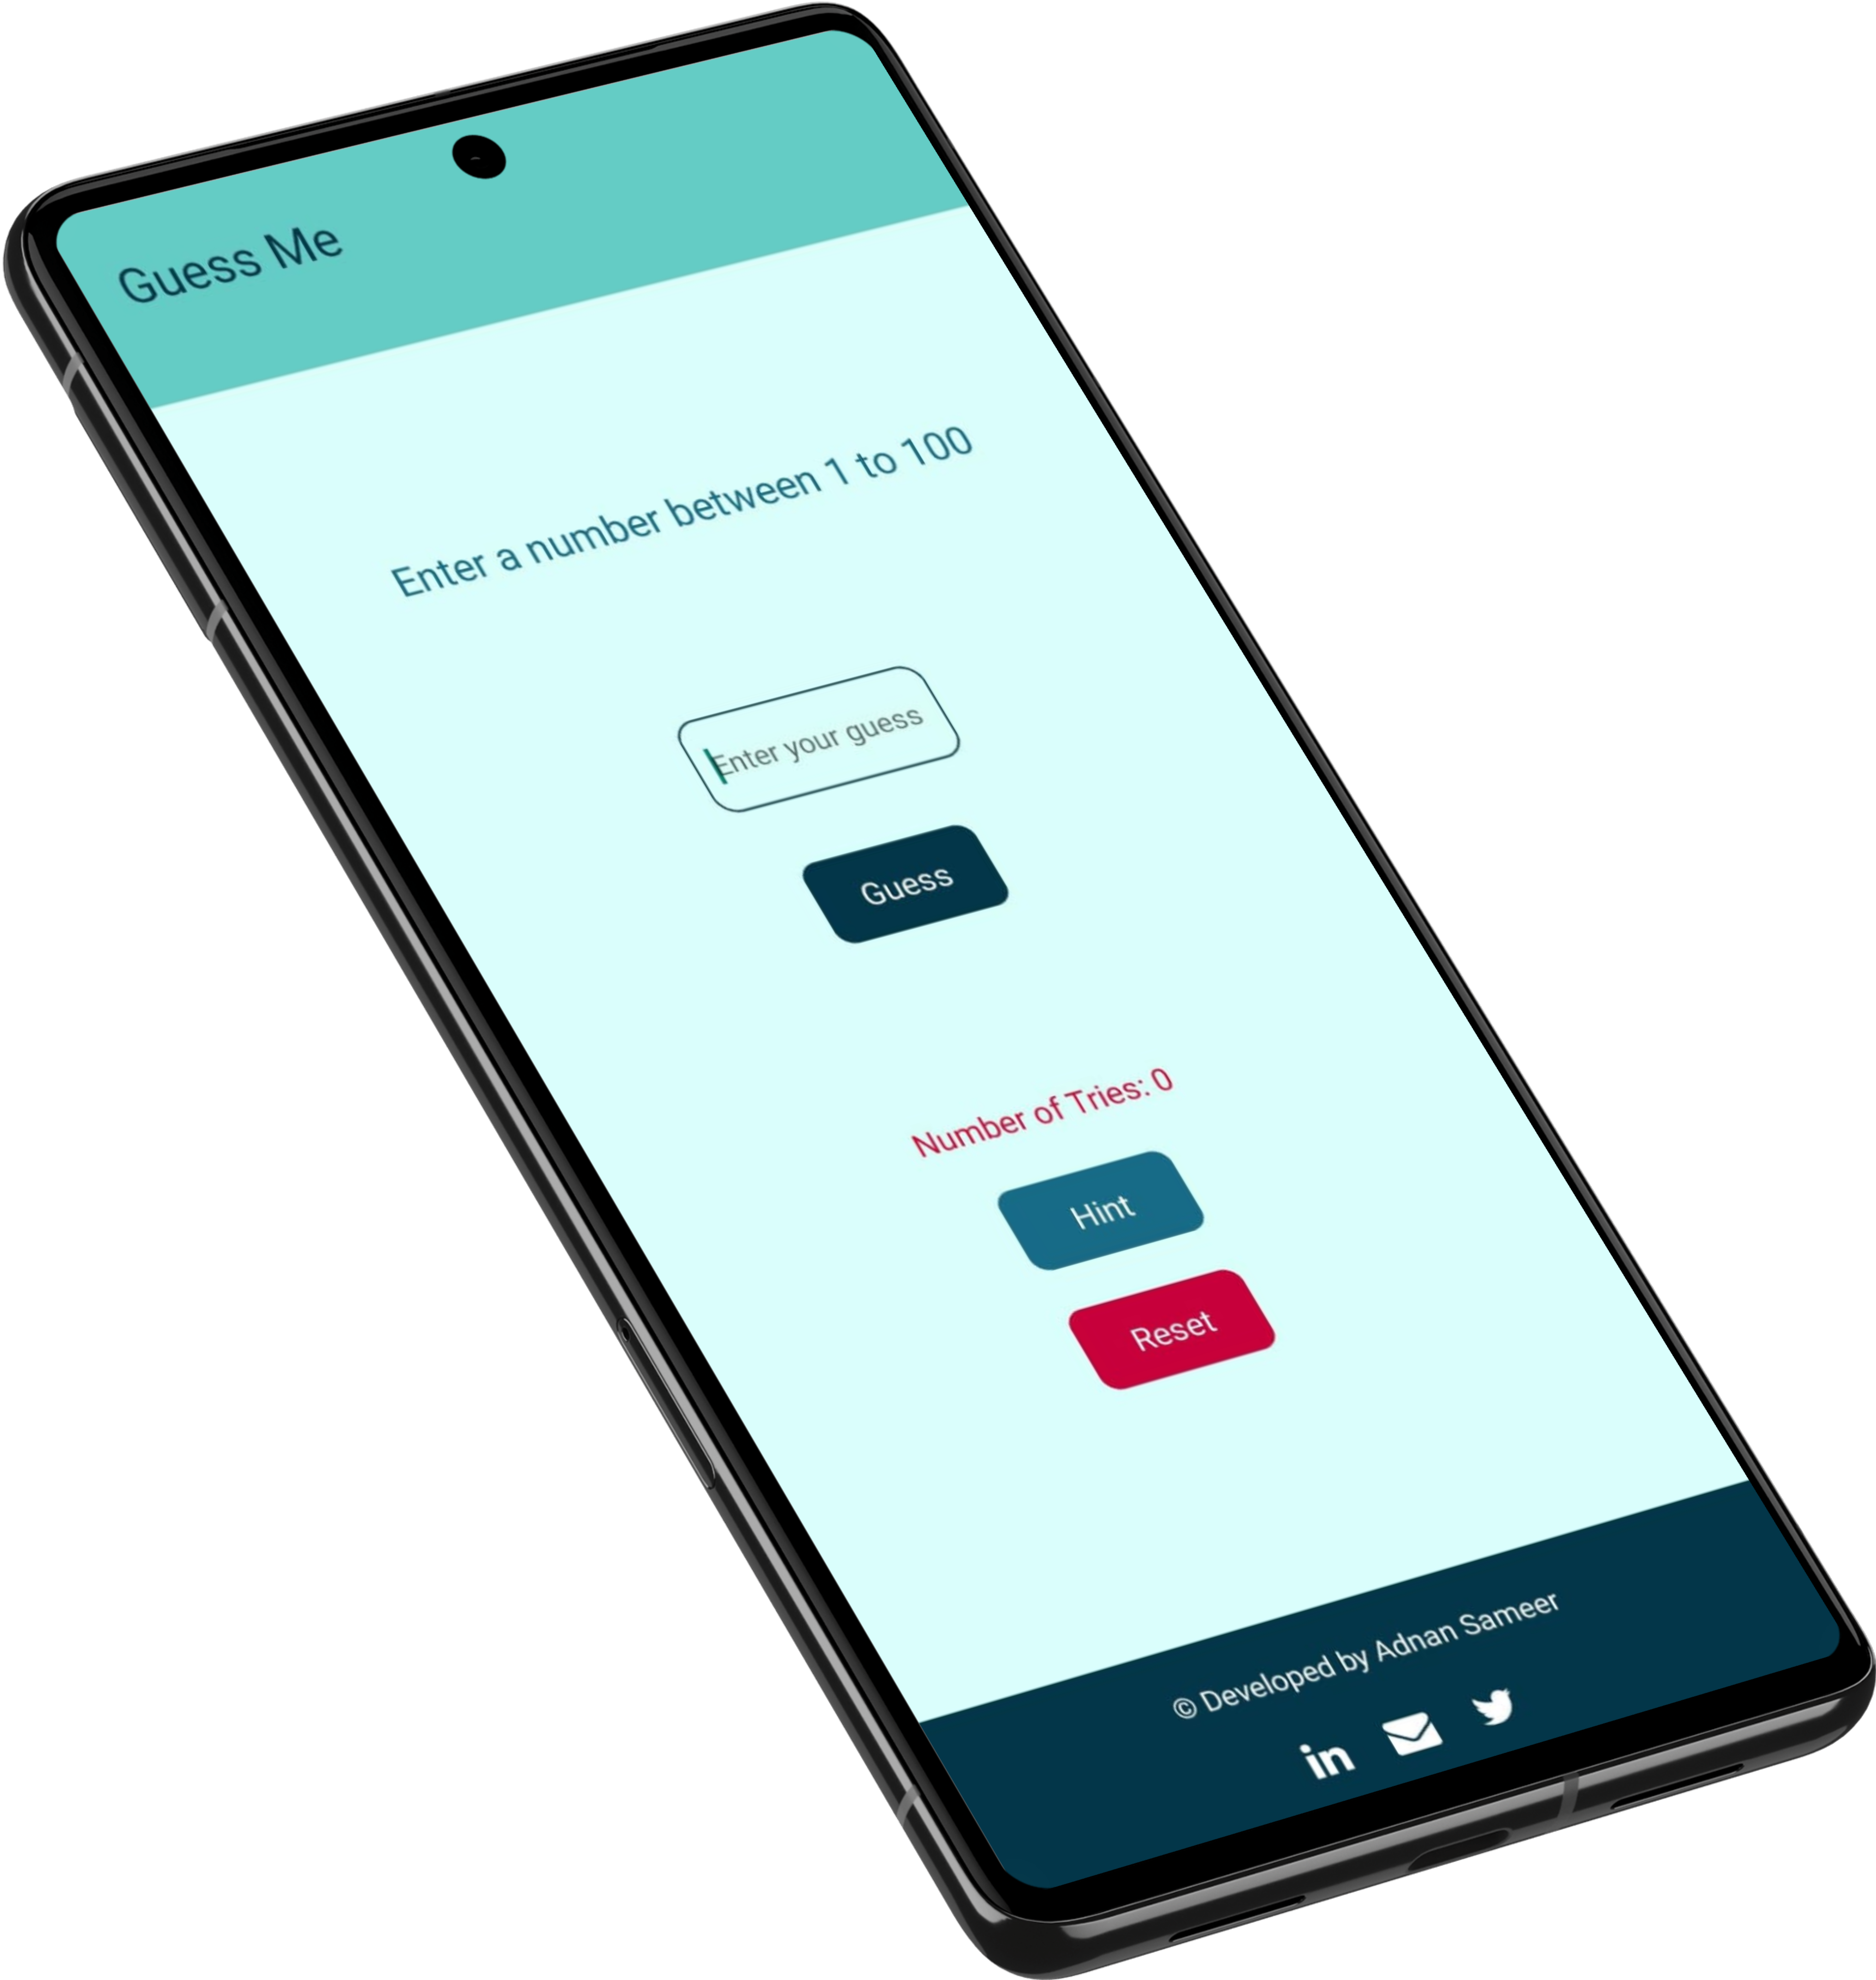 Guess Me
Enter a number between 1 to 100
Enter your guess
Guess
Number of Tries: 0
Hint
Reset
© Developed by Adnan Sameer
in